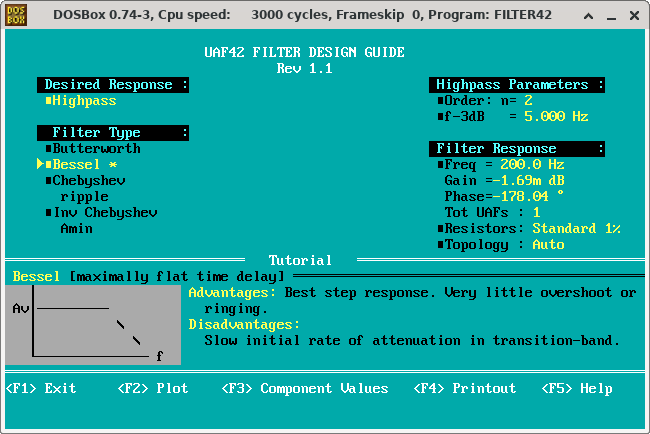 DOSBox 0.74-3, Cpu speed:     3000 cycles, Frameskip  0, Program: FILTER42
DOS
BOX
UAF42 FILTER DESIGN GUIDE
Rev 1.1
Desired Response :
■Highpass
Filter Type     :
■Butterworth
▶■Bessel *
■Chebyshev
ripple
■Inv Chebyshev
Amin
Highpass Parameters :
■Order: n= 2
■f-3dB   = 5.000 Hz
Filter Response     :
■Freq = 200.0 Hz
Gain =-1.69m dB
Phase=-178.04 °
Tot UAFs : 1
■Resistors: Standard 1%
■Topology : Auto
Tutorial
Bessel [maximally flat time delay]
Av
f
Advantages: Best step response. Very little overshoot or
ringing.
Disadvantages:
Slow initial rate of attenuation in transition-band.
<F1> Exit     <F2> Plot    <F3> Component Values   <F4> Printout   <F5> Help